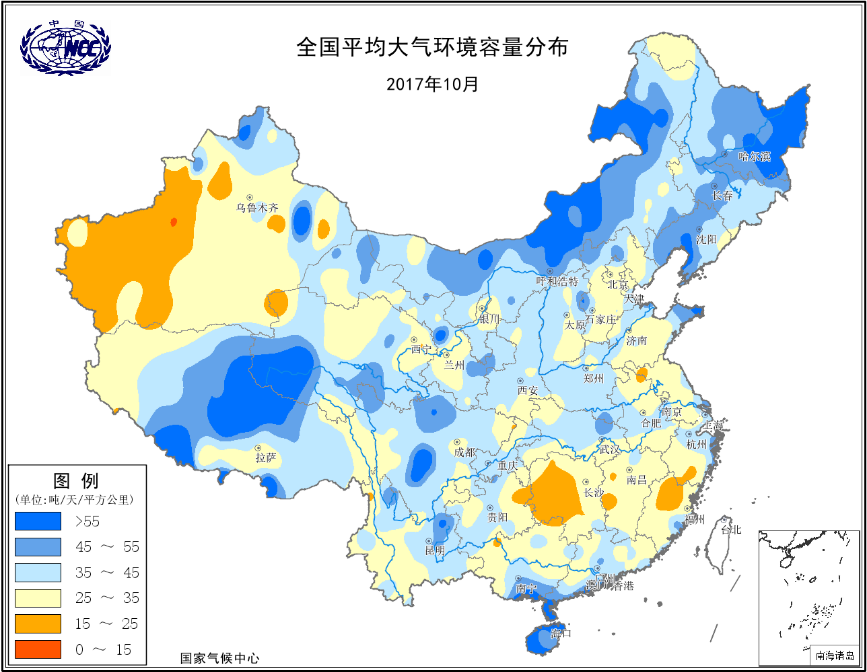 中国
NCC
全国平均大气环境容量分布
2017年10月
哈尔滨
长春
乌鲁木齐
沈阳
呼和浩特
北京
天津
银川
太原
石家庄
济南
西宁
兰州
西安
郑州
南京
合肥
上海
拉萨
成都
武汉
杭州
重庆
南昌
长沙
贵阳
福州
台北
昆明
南宁
澳门
香港
海口
图 例
(单位:吨/天/平方公里)
>55
45 ~ 55
35 ~ 45
25 ~ 35
15 ~ 25
0 ~ 15
国家气候中心
南海诸岛